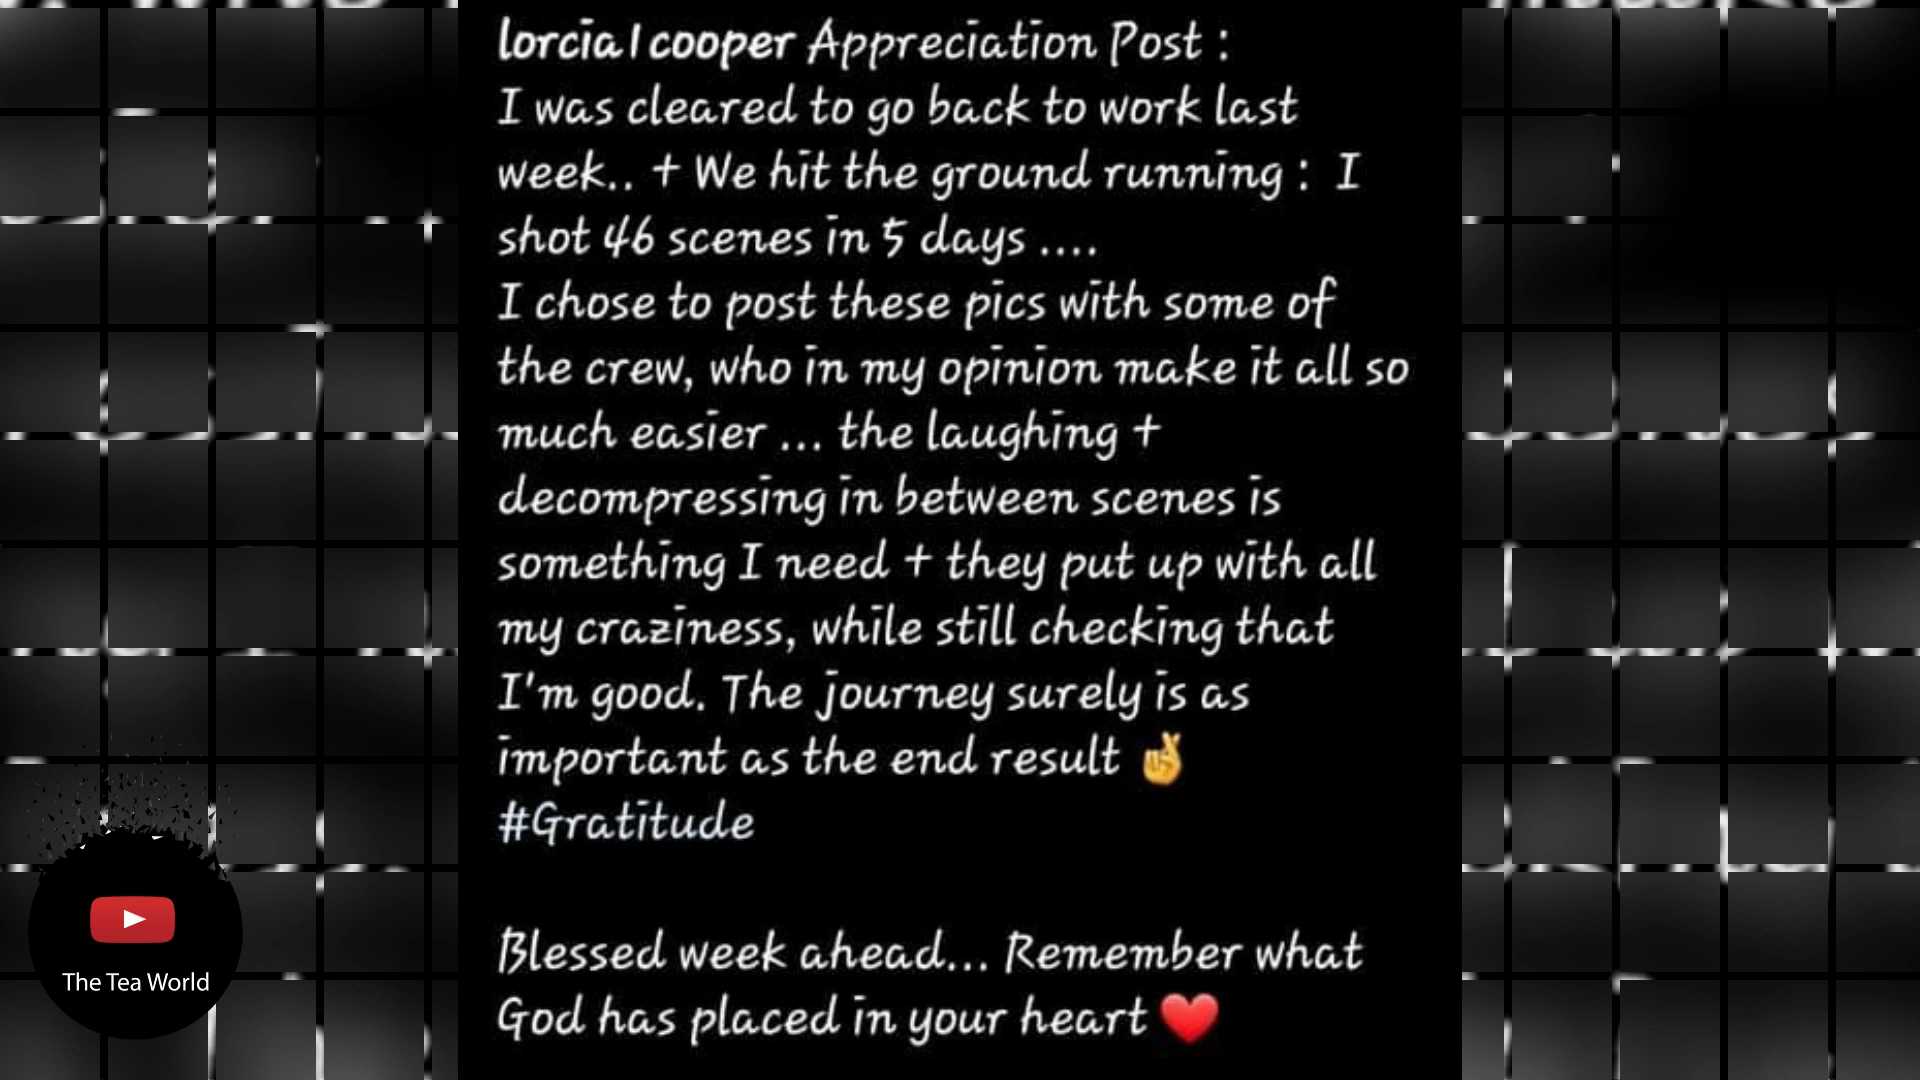 lorcia1cooper Appreciation Post :
I was cleared to go back to work last
week.. + We hit the ground running : I
shot 46 scenes in 5 days ....
I chose to post these pics with some of
the crew, who in my opinion make it all so
much easier ... the laughing +
decompressing in between scenes is
something I need + they put up with all
my craziness, while still checking that
I'm good. The journey surely is as
important as the end result 🤞
#Gratitude
Blessed week ahead... Remember what
God has placed in your heart ❤️
The Tea World